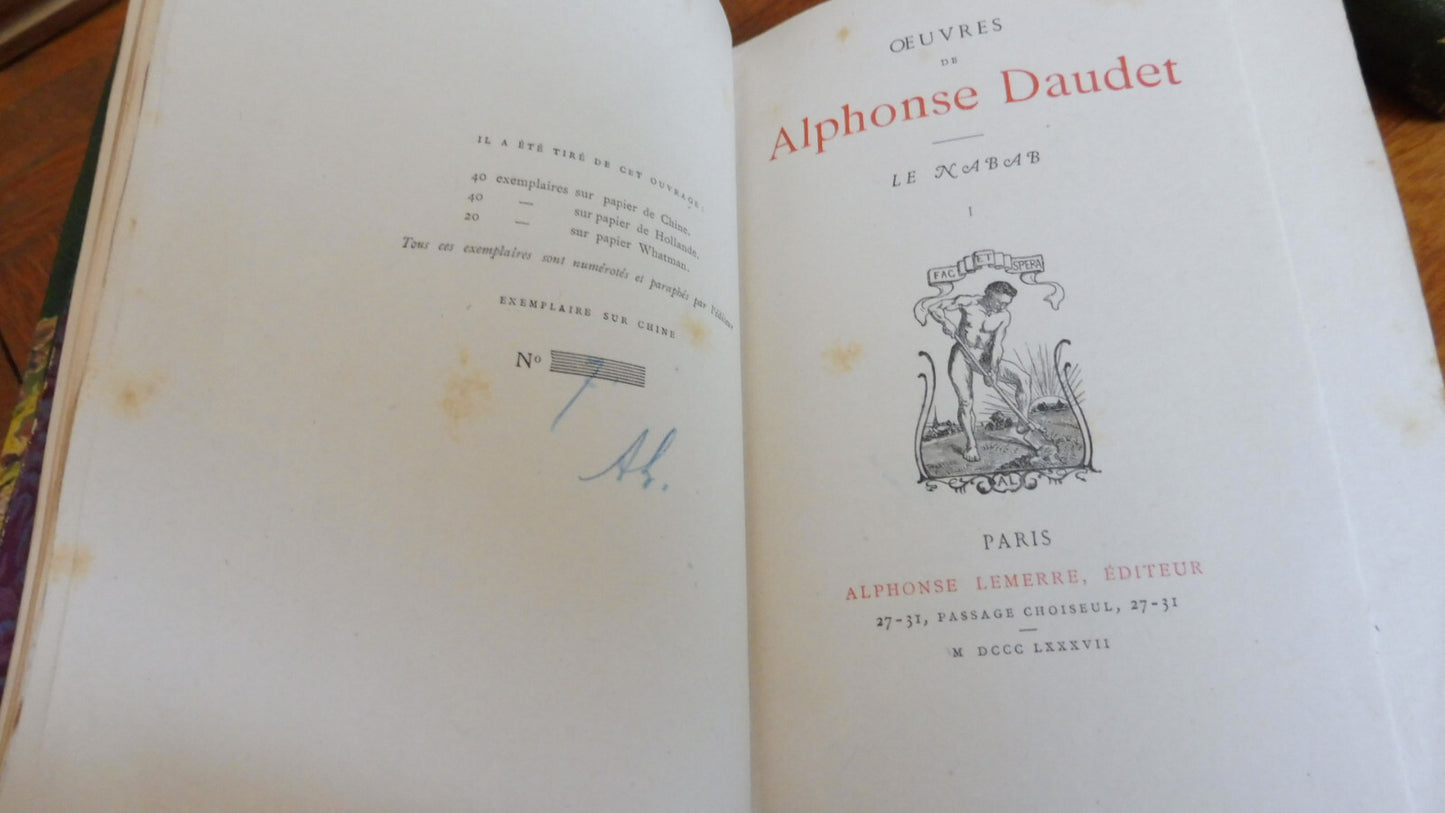 IL A ÉTÉ TIRÉ DE CET OUVRAGE:
40 exemplaires sur papier de Chine.
40 — sur papier de Hollande.
20 — sur papier Whatman.
Tous ces exemplaires sont numérotés et paraphés par l'éditeur
EXEMPLAIRE SUR CHINE
Nº 7
AL.
ŒUVRES
DE
Alphonse Daudet
LE NABAB
I
FAC ET SPERA
AL
PARIS
ALPHONSE LEMERRE, ÉDITEUR
27-31, PASSAGE CHOISEUL, 27-31
M DCCC LXXXVII